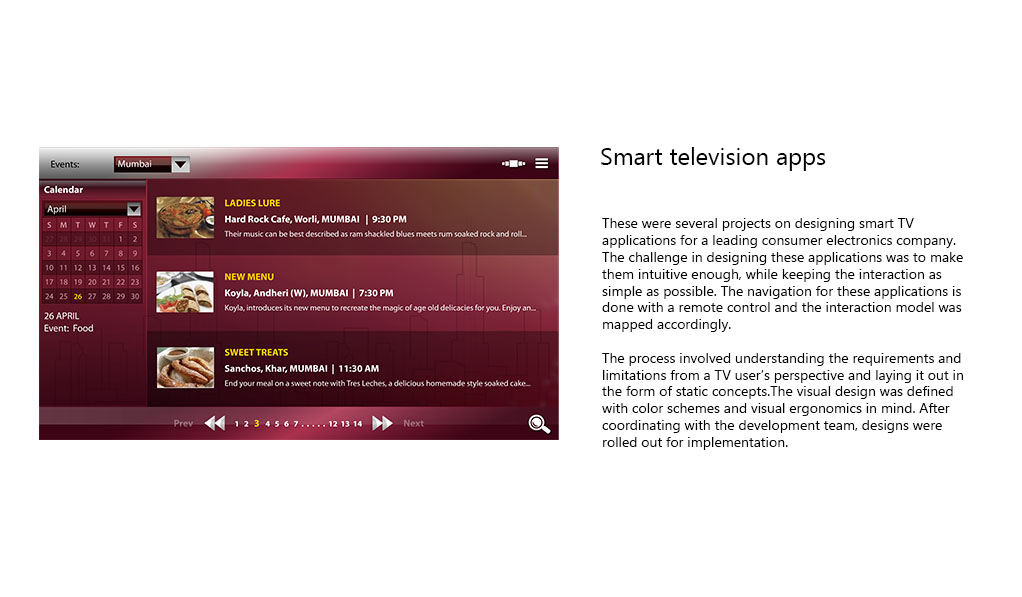 Events:
Mumbai
Calendar
April
S M T W T F S
27 28 29 30 31 1 2
3 4 5 6 7 8 9
10 11 12 13 14 15 16
17 18 19 20 21 22 23
24 25 26 27 28 29 30
26 APRIL
Event: Food
LADIES LURE
Hard Rock Cafe, Worli, MUMBAI | 9:30 PM
Their music can be best described as ram shackled blues meets rum soaked rock and roll...
NEW MENU
Koyla, Andheri (W), MUMBAI | 7:30 PM
Koyla, introduces its new menu to recreate the magic of age old delicacies for you. Enjoy an...
SWEET TREATS
Sanchos, Khar, MUMBAI | 11:30 AM
End your meal on a sweet note with Tres Leches, a delicious homemade style soaked cake...
Prev 1 2 3 4 5 6 7 . . . . . 12 13 14 Next
Smart television apps
These were several projects on designing smart TV
applications for a leading consumer electronics company.
The challenge in designing these applications was to make
them intuitive enough, while keeping the interaction as
simple as possible. The navigation for these applications is
done with a remote control and the interaction model was
mapped accordingly.
The process involved understanding the requirements and
limitations from a TV user's perspective and laying it out in
the form of static concepts.The visual design was defined
with color schemes and visual ergonomics in mind. After
coordinating with the development team, designs were
rolled out for implementation.